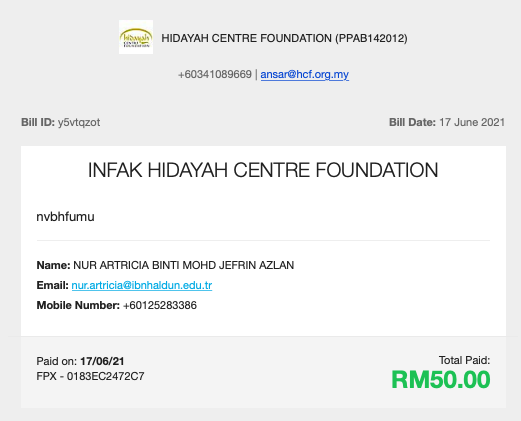 hidayah
CENTRE
FOUNDATION
HIDAYAH CENTRE FOUNDATION (PPAB142012)
+60341089669 | ansar@hcf.org.my
Bill ID: y5vtqzot
Bill Date: 17 June 2021
INFAK HIDAYAH CENTRE FOUNDATION
nvbhfumu
Name: NUR ARTRICIA BINTI MOHD JEFRIN AZLAN
Email: nur.artricia@ibnhaldun.edu.tr
Mobile Number: +60125283386
Paid on: 17/06/21
FPX - 0183EC2472C7
Total Paid:
RM50.00